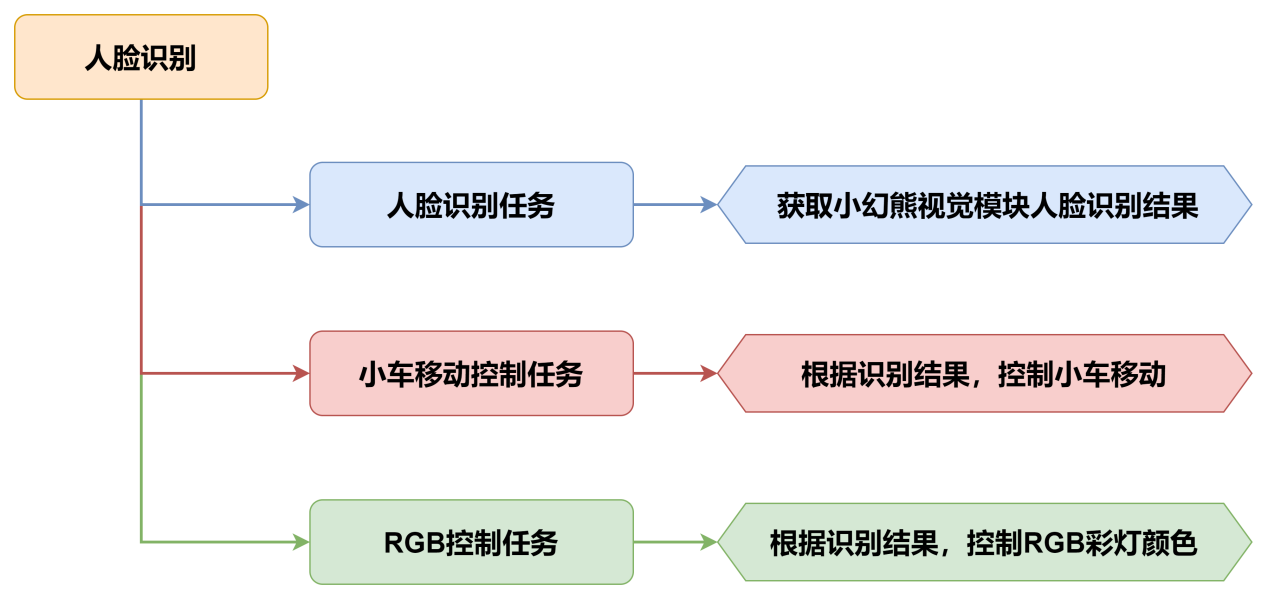 人脸识别
人脸识别任务
获取小幻熊视觉模块人脸识别结果
小车移动控制任务
根据识别结果，控制小车移动
RGB控制任务
根据识别结果，控制RGB彩灯颜色